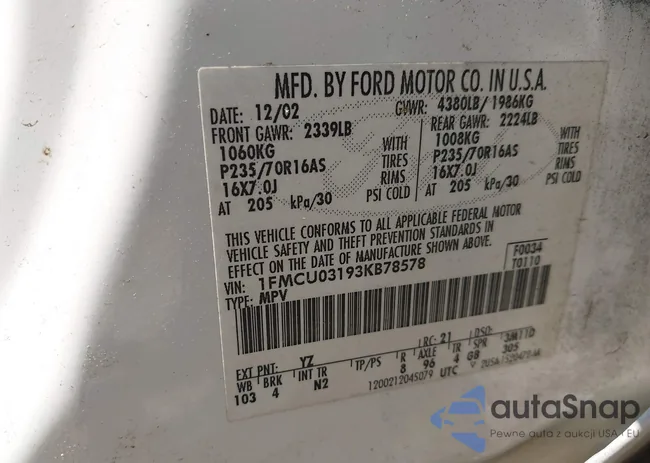 MFD. BY FORD MOTOR CO. IN U.S.A.
DATE: 12/02 GVWR: 4380LB/ 1986KG
FRONT GAWR: 2339LB REAR GAWR: 2224LB
1060KG WITH 1008KG WITH
P235/70R16AS TIRES P235/70R16AS TIRES
16X7.0J RIMS 16X7.0J RIMS
AT 205 kPa/30 PSI COLD AT 205 kPa/30 PSI COLD
THIS VEHICLE CONFORMS TO ALL APPLICABLE FEDERAL MOTOR
VEHICLE SAFETY AND THEFT PREVENTION STANDARDS IN
EFFECT ON THE DATE OF MANUFACTURE SHOWN ABOVE.
VIN: 1FMCU03193KB78578 F0034
TYPE: MPV T0110
EXT PNT: YZ RC: 21 DSO:
WB BRK INT TR TP/PS R AXLE TR SPR
103 4 N2 8 96 4 GB 305
1200212045079 UTC
autaSnap
Pewne auta z aukcji USA i EU